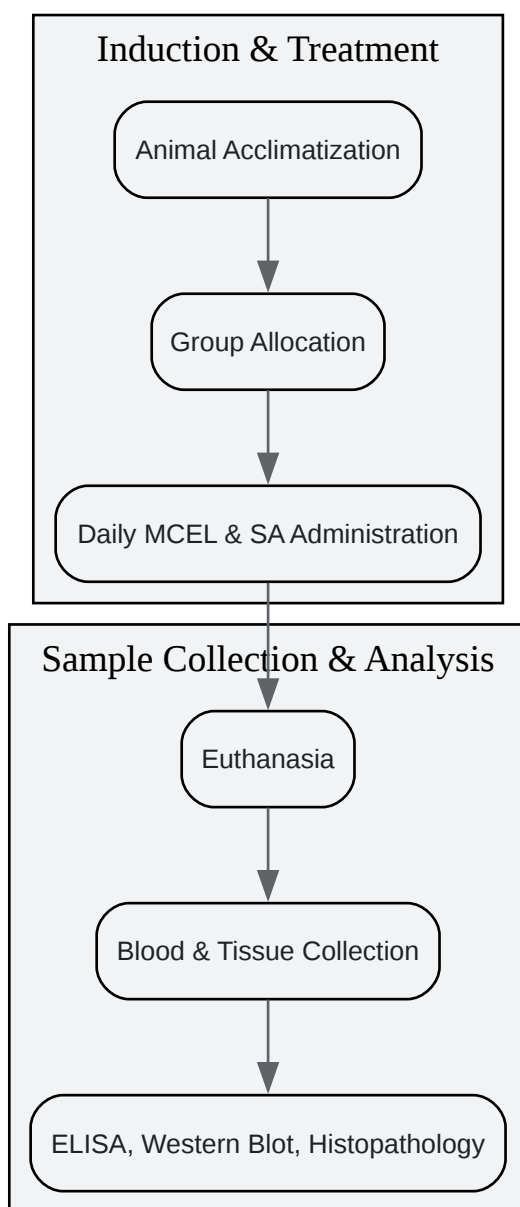 Induction & Treatment
Animal Acclimatization
Group Allocation
Daily MCEL & SA Administration
Sample Collection & Analysis
Euthanasia
Blood & Tissue Collection
ELISA, Western Blot, Histopathology